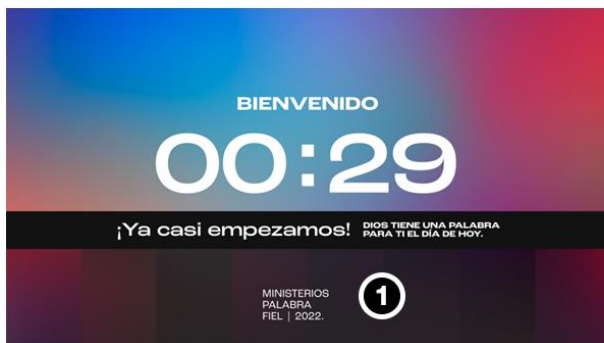 BIENVENIDO
00:29
¡Ya casi empezamos!
DIOS TIENE UNA PALABRA
PARA TI EL DÍA DE HOY.
MINISTERIOS
PALABRA
FIEL | 2022.
1